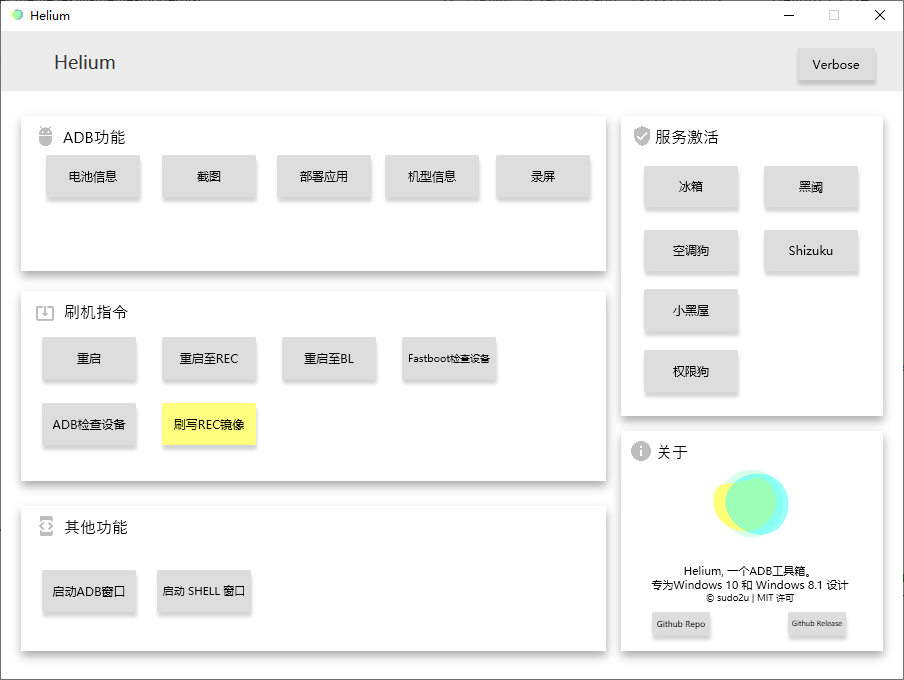 Helium
Helium
Verbose
ADB功能
电池信息
截图
部署应用
机型信息
录屏
刷机指令
重启
重启至REC
重启至BL
Fastboot检查设备
ADB检查设备
刷写REC镜像
其他功能
启动ADB窗口
启动 SHELL 窗口
服务激活
冰箱
黑阈
空调狗
Shizuku
小黑屋
权限狗
关于
Helium, 一个ADB工具箱。
专为Windows 10 和 Windows 8.1 设计
© sudo2u | MIT 许可
Github Repo
Github Release